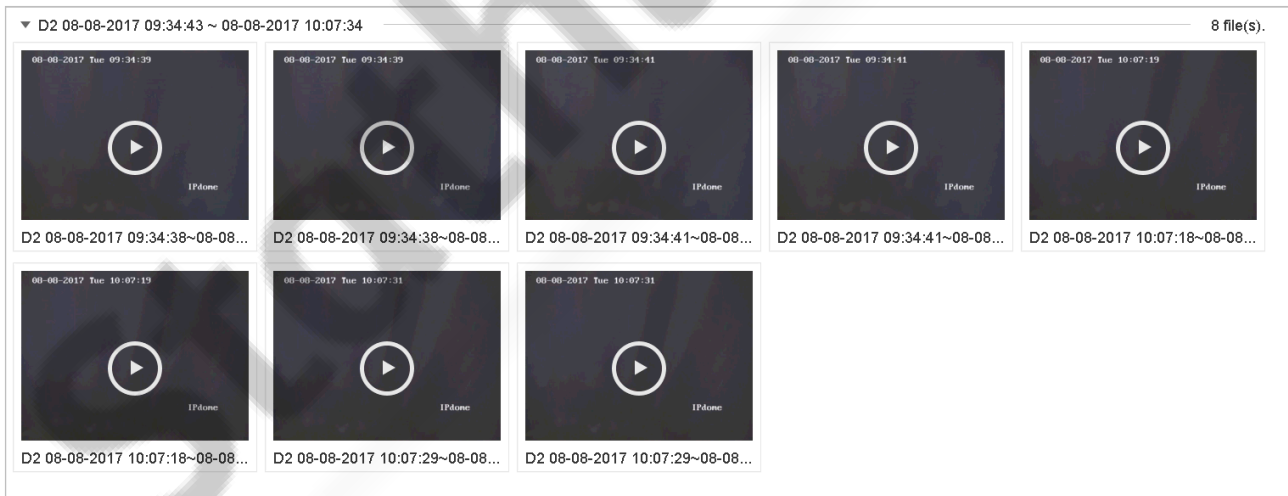 D2 08-08-2017 09:34:43 ~ 08-08-2017 10:07:34 8 file(s).
08-08-2017 Tue 09:34:39 08-08-2017 Tue 09:34:39 08-08-2017 Tue 09:34:41 08-08-2017 Tue 09:34:41 08-08-2017 Tue 10:07:19
IPdome IPdome IPdome IPdome IPdome
D2 08-08-2017 09:34:38~08-08... D2 08-08-2017 09:34:38~08-08... D2 08-08-2017 09:34:41~08-08... D2 08-08-2017 09:34:41~08-08... D2 08-08-2017 10:07:18~08-08...
08-08-2017 Tue 10:07:19 08-08-2017 Tue 10:07:31 08-08-2017 Tue 10:07:31
IPdome IPdome IPdome
D2 08-08-2017 10:07:18~08-08... D2 08-08-2017 10:07:29~08-08... D2 08-08-2017 10:07:29~08-08...